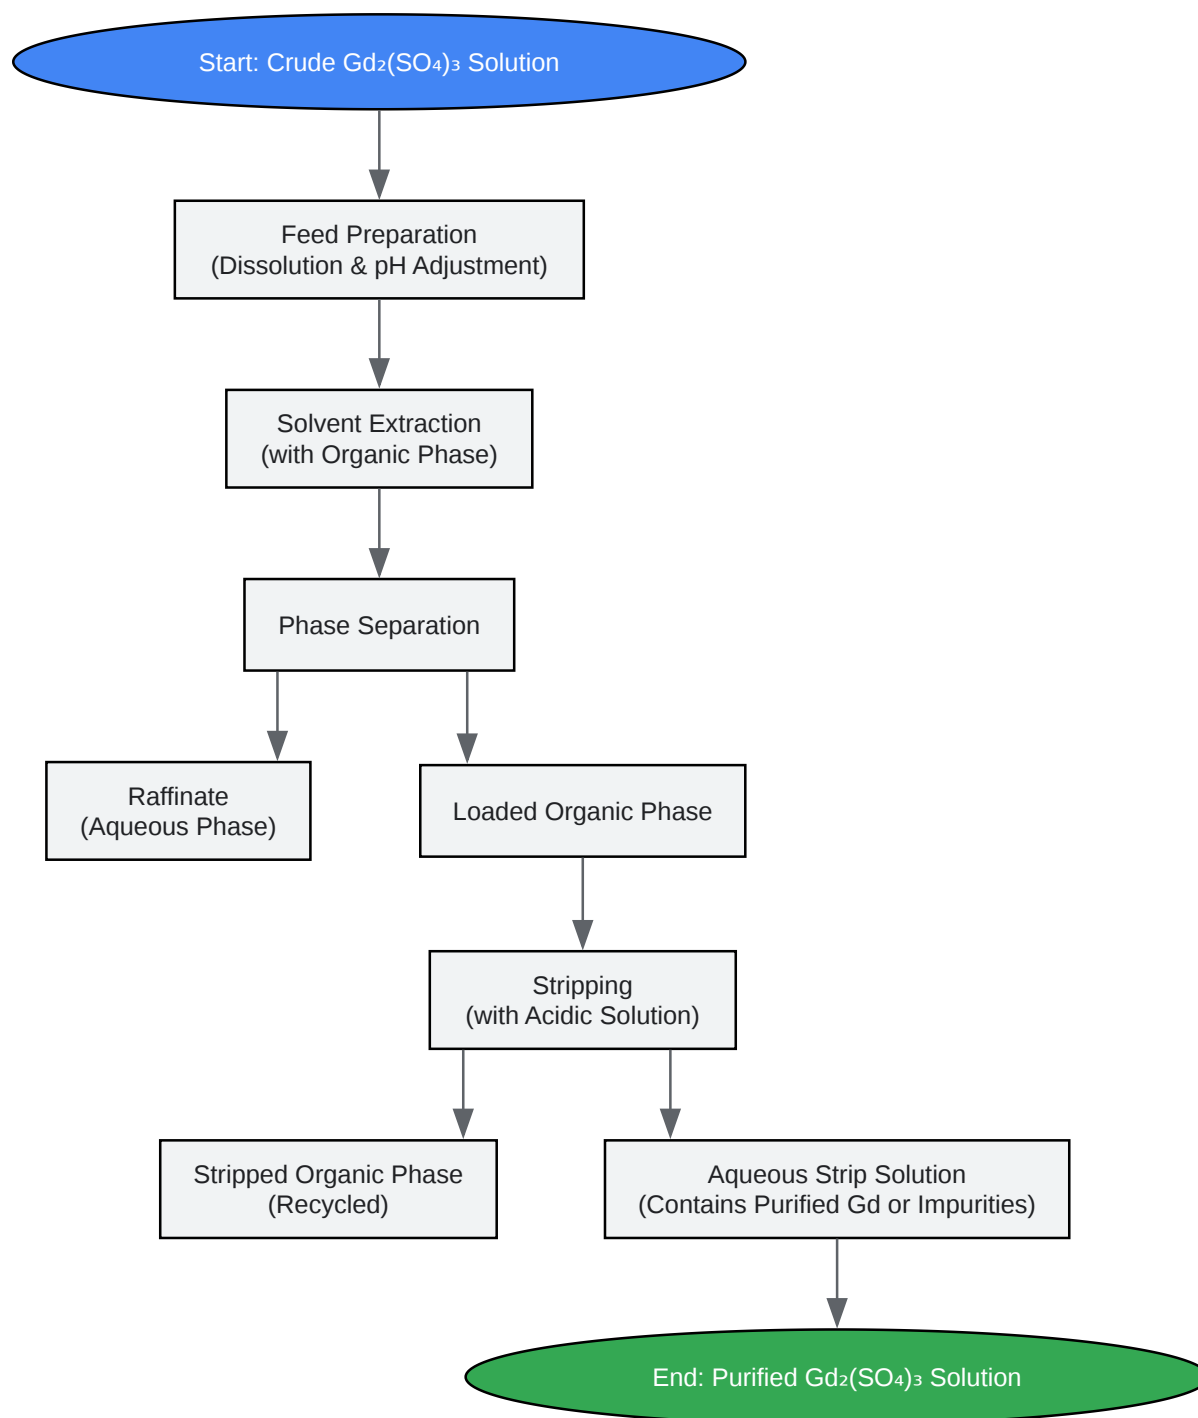 Start: Crude Gd₂(SO₄)₃ Solution
Feed Preparation
(Dissolution & pH Adjustment)
Solvent Extraction
(with Organic Phase)
Phase Separation
Raffinate
(Aqueous Phase)
Loaded Organic Phase
Stripping
(with Acidic Solution)
Stripped Organic Phase
(Recycled)
Aqueous Strip Solution
(Contains Purified Gd or Impurities)
End: Purified Gd₂(SO₄)₃ Solution